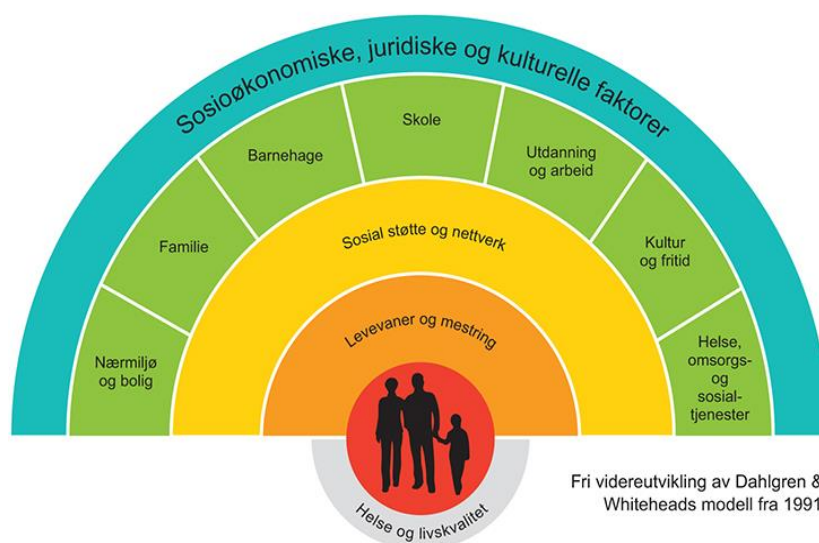 Sosioøkonomiske, juridiske og kulturelle faktorer
Nærmiljø
og bolig
Familie
Barnehage
Skole
Utdanning
og arbeid
Kultur
og fritid
Helse,
omsorgs-
og
sosial-
tjenester
Sosial støtte og nettverk
Levevaner og mestring
Helse og livskvalitet
Fri videreutvikling av Dahlgren &
Whiteheads modell fra 1991